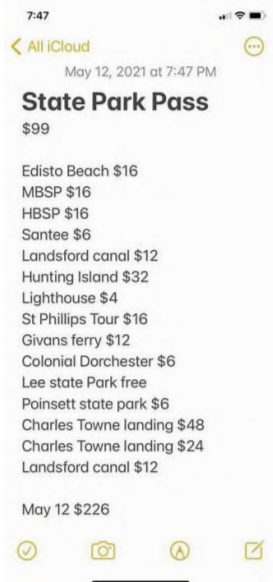 7:47
All iCloud
May 12, 2021 at 7:47 PM
State Park Pass
$99
Edisto Beach $16
MBSP $16
HBSP $16
Santee $6
Landsford canal $12
Hunting Island $32
Lighthouse $4
St Phillips Tour $16
Givans ferry $12
Colonial Dorchester $6
Lee state Park free
Poinsett state park $6
Charles Towne landing $48
Charles Towne landing $24
Landsford canal $12
May 12 $226